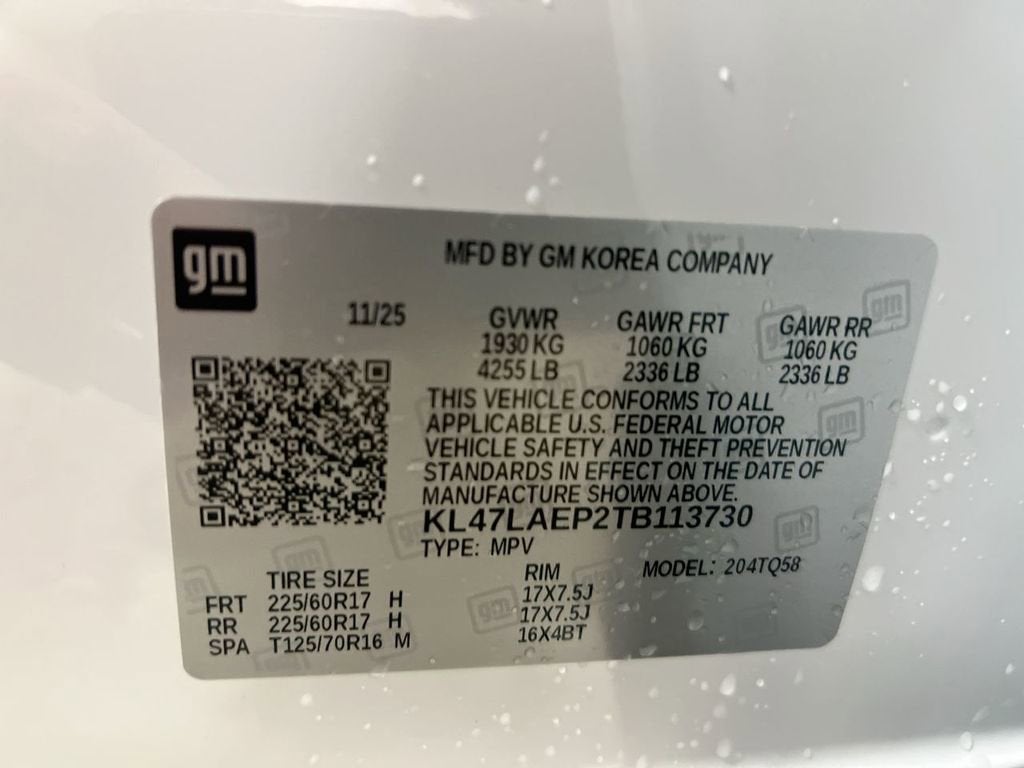 gm
MFD BY GM KOREA COMPANY
11/25 GVWR GAWR FRT GAWR RR
1930 KG 1060 KG 1060 KG
4255 LB 2336 LB 2336 LB
THIS VEHICLE CONFORMS TO ALL
APPLICABLE U.S. FEDERAL MOTOR
VEHICLE SAFETY AND THEFT PREVENTION
STANDARDS IN EFFECT ON THE DATE OF
MANUFACTURE SHOWN ABOVE.
KL47LAEP2TB113730
TYPE: MPV MODEL: 204TQ58
TIRE SIZE RIM
FRT 225/60R17 H 17X7.5J
RR 225/60R17 H 17X7.5J
SPA T125/70R16 M 16X4BT